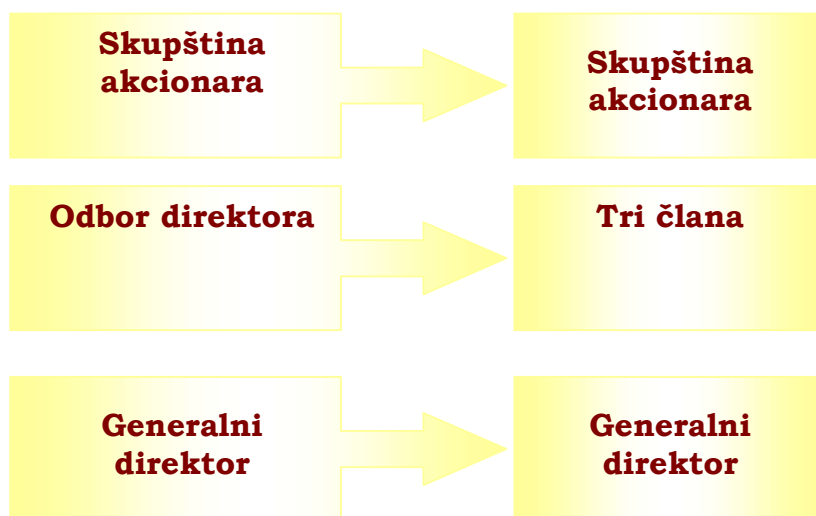 Skupština
akcionara
Skupština
akcionara
Odbor direktora
Tri člana
Generalni
direktor
Generalni
direktor